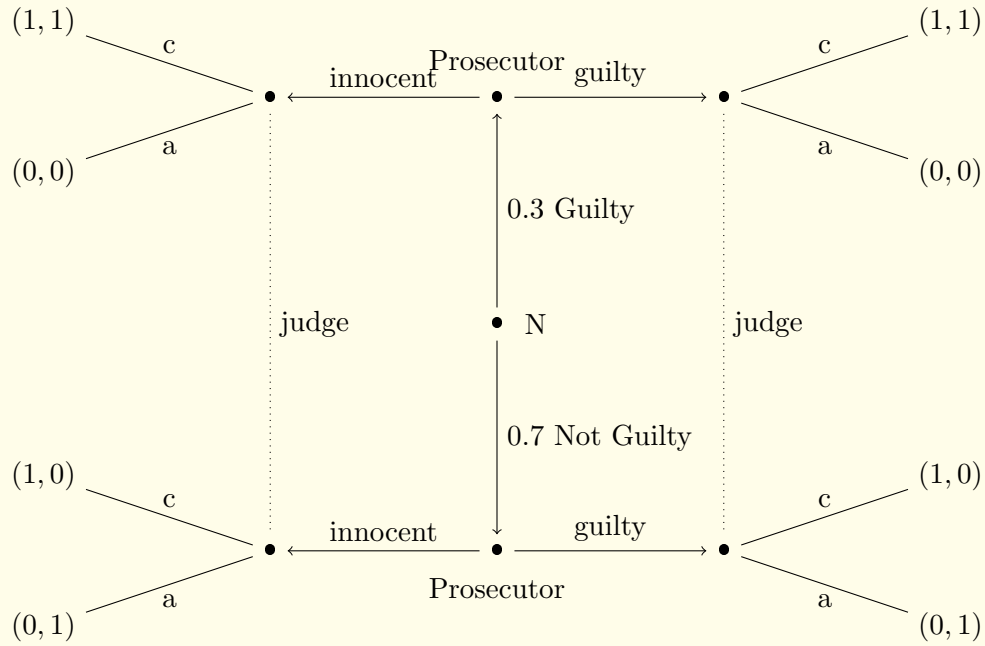 (1, 1)
(1, 1)
c
Prosecutor
c
innocent
guilty
a
a
(0, 0)
(0, 0)
0.3 Guilty
judge
N
judge
0.7 Not Guilty
(1, 0)
(1, 0)
c
c
innocent
guilty
Prosecutor
a
a
(0, 1)
(0, 1)